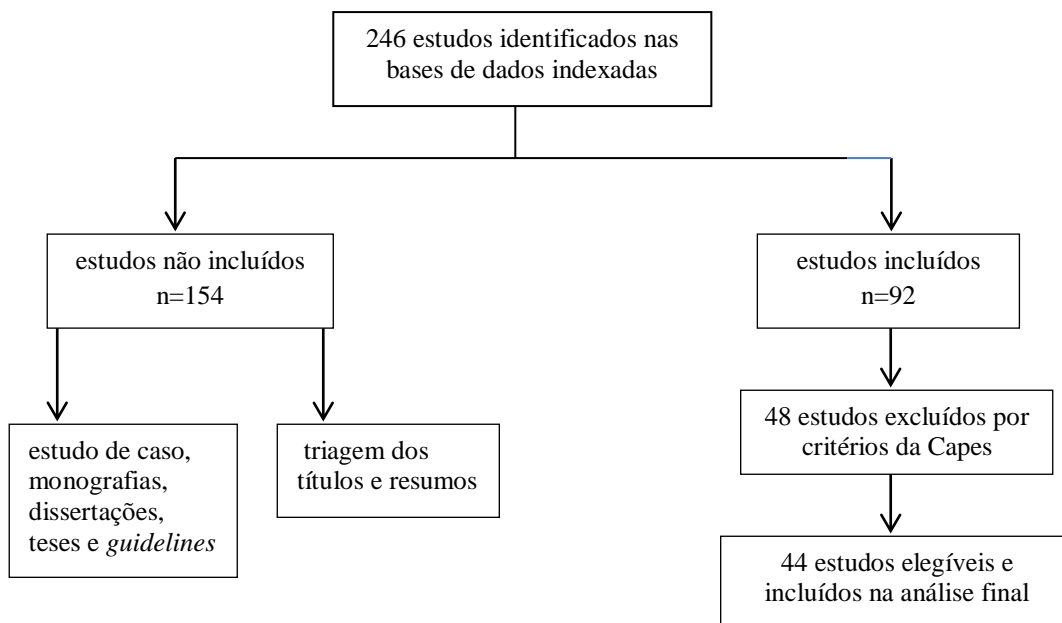 246 estudos identificados nas
bases de dados indexadas
estudos não incluídos
n=154
estudos incluídos
n=92
estudo de caso,
monografias,
dissertações,
teses e guidelines
triagem dos
títulos e resumos
48 estudos excluídos por
critérios da Capes
44 estudos elegíveis e
incluídos na análise final